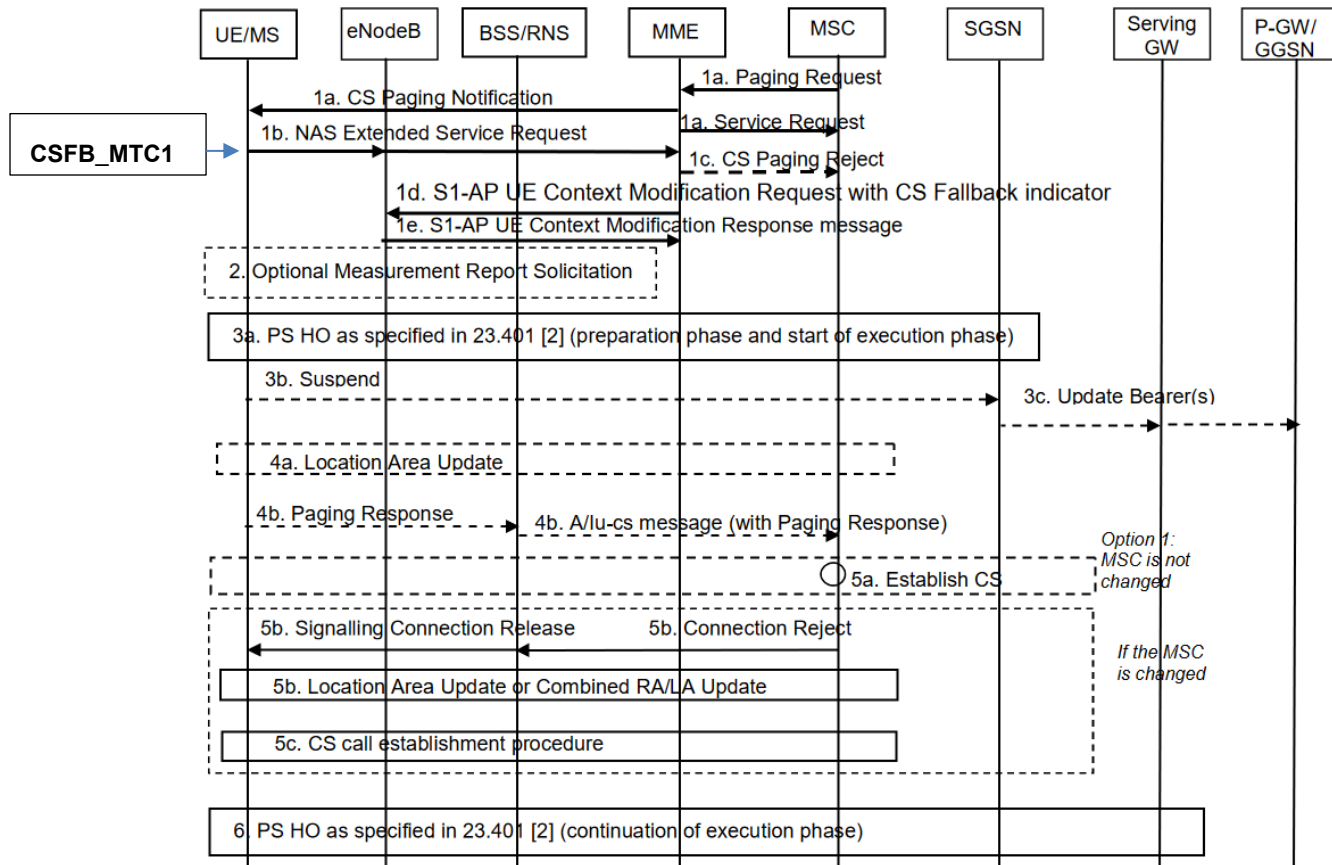 UE/MS
eNodeB
BSS/RNS
MME
MSC
SGSN
Serving
GW
P-GW/
GGSN
1a. Paging Request
1a. CS Paging Notification
1a. Service Request
CSFB_MTC1
1b. NAS Extended Service Request
1c. CS Paging Reject
1d. S1-AP UE Context Modification Request with CS Fallback indicator
1e. S1-AP UE Context Modification Response message
2. Optional Measurement Report Solicitation
3a. PS HO as specified in 23.401 [2] (preparation phase and start of execution phase)
3b. Suspend
3c. Update Bearer(s)
4a. Location Area Update
4b. Paging Response
4b. A/Iu-cs message (with Paging Response)
Option 1:
MSC is not
changed
5a. Establish CS
5b. Signalling Connection Release
5b. Connection Reject
If the MSC
is changed
5b. Location Area Update or Combined RA/LA Update
5c. CS call establishment procedure
6. PS HO as specified in 23.401 [2] (continuation of execution phase)